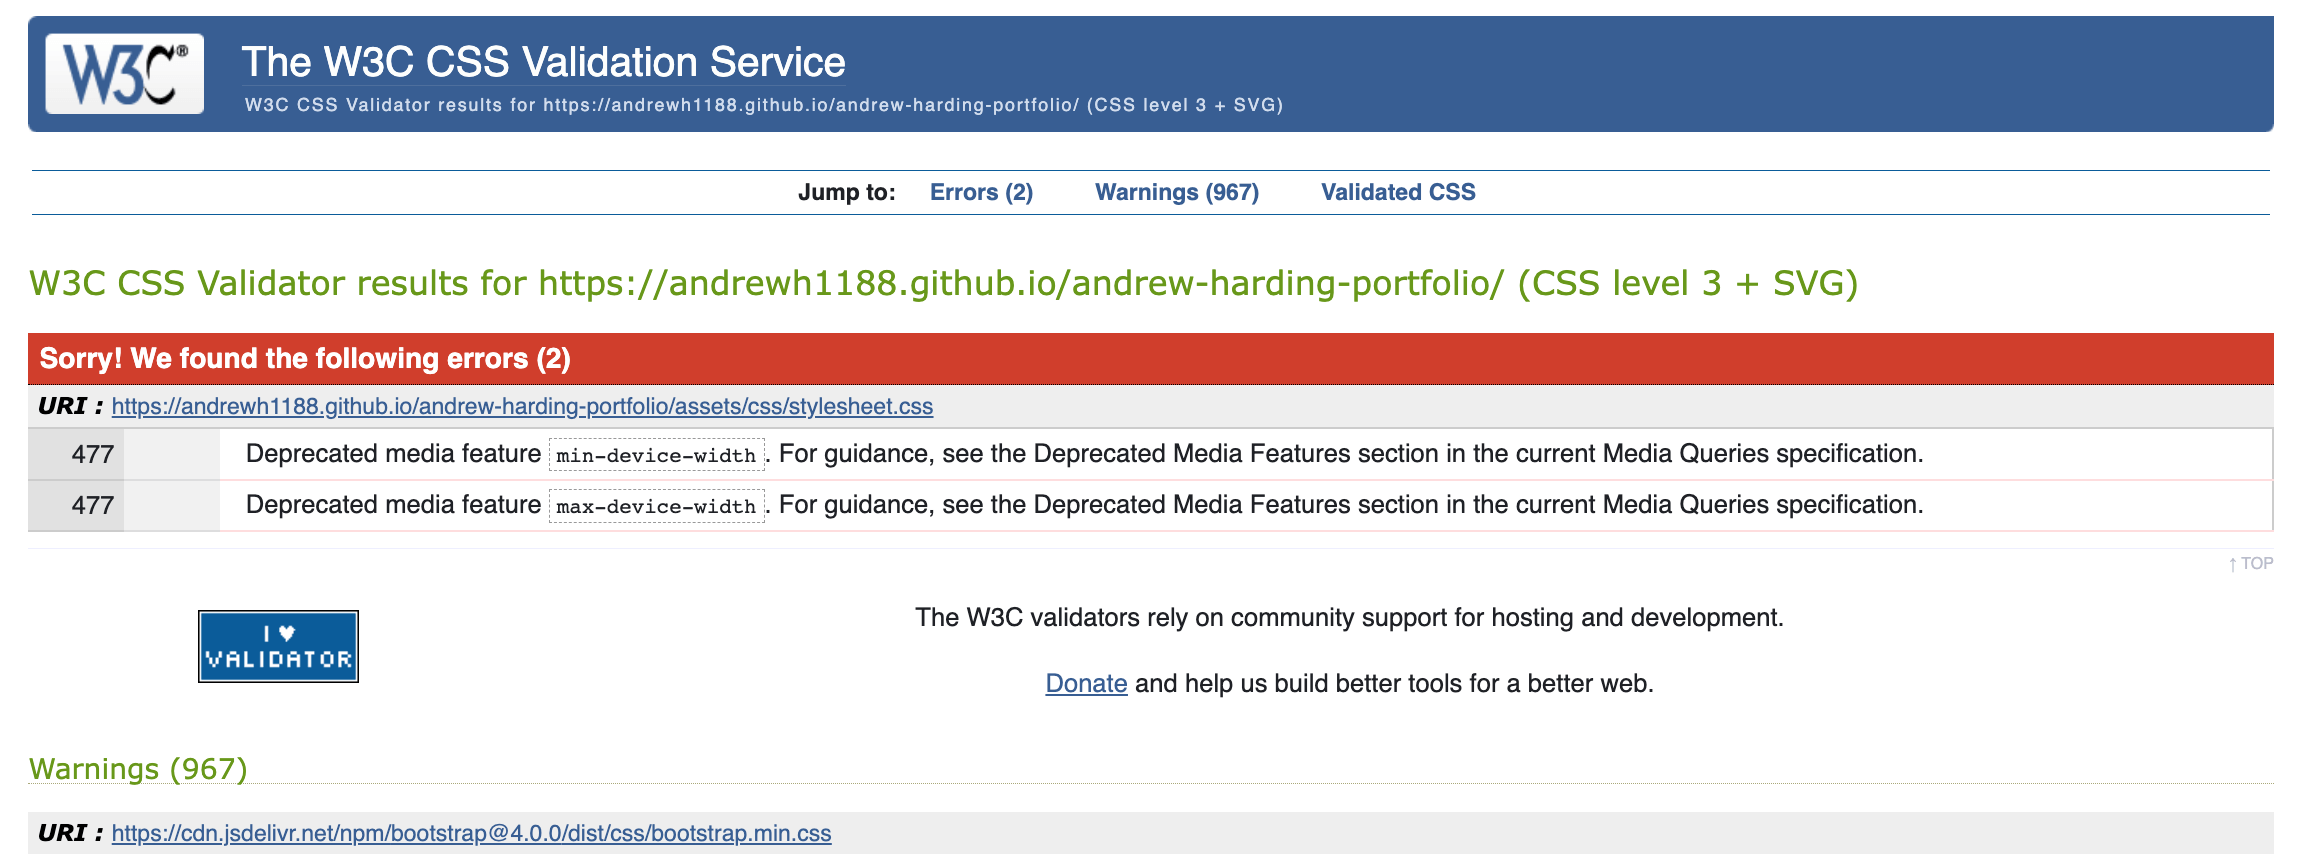 W3C®
The W3C CSS Validation Service
W3C CSS Validator results for https://andrewh1188.github.io/andrew-harding-portfolio/ (CSS level 3 + SVG)
Jump to: Errors (2) Warnings (967) Validated CSS
W3C CSS Validator results for https://andrewh1188.github.io/andrew-harding-portfolio/ (CSS level 3 + SVG)
Sorry! We found the following errors (2)
URI : https://andrewh1188.github.io/andrew-harding-portfolio/assets/css/stylesheet.css
477 Deprecated media feature min-device-width. For guidance, see the Deprecated Media Features section in the current Media Queries specification.
477 Deprecated media feature max-device-width. For guidance, see the Deprecated Media Features section in the current Media Queries specification.
↑ TOP
I ♥
VALIDATOR
The W3C validators rely on community support for hosting and development.
Donate and help us build better tools for a better web.
Warnings (967)
URI : https://cdn.jsdelivr.net/npm/bootstrap@4.0.0/dist/css/bootstrap.min.css